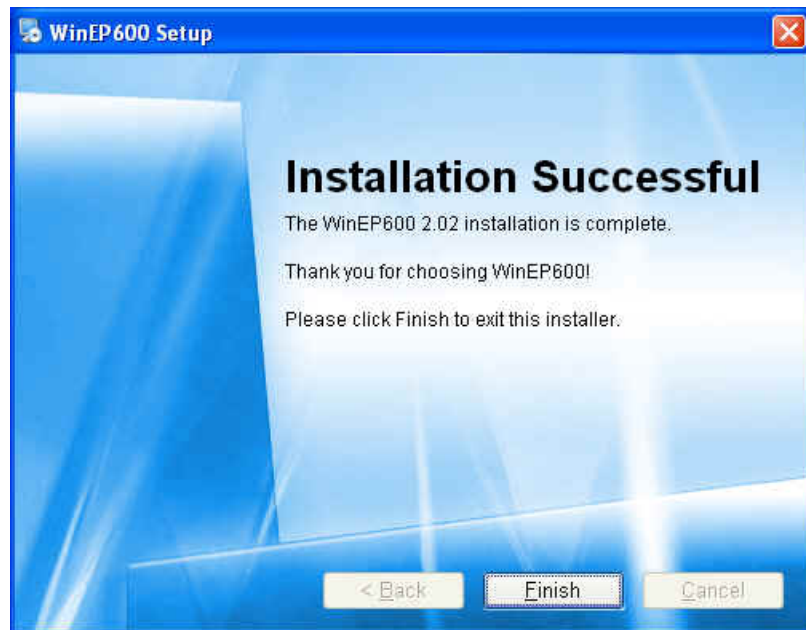 WinEP600 Setup
Installation Successful
The WinEP600 2.02 installation is complete.
Thank you for choosing WinEP600!
Please click Finish to exit this installer.
< Back Finish Cancel